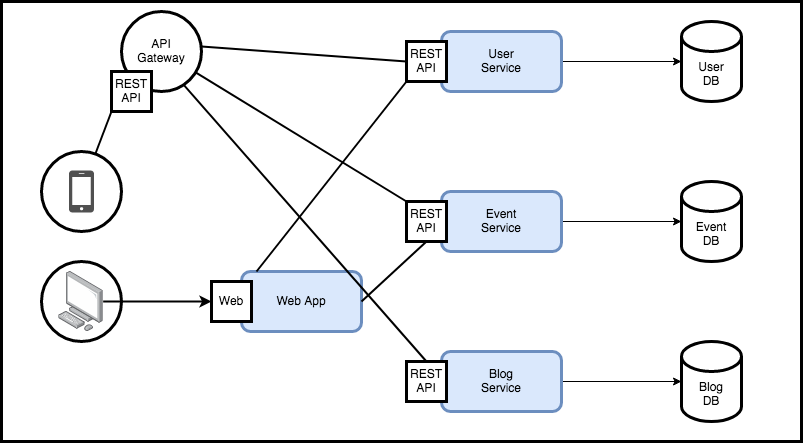 API
Gateway
REST
API
REST
API
User
Service
User
DB
REST
API
Event
Service
Event
DB
Web
Web App
REST
API
Blog
Service
Blog
DB